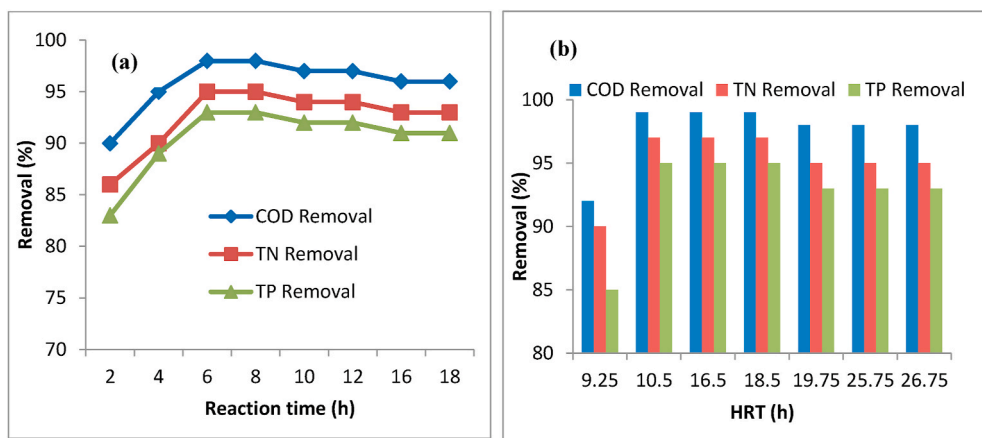 (a)
100
95
90
85
80
75
70
Removal (%)
COD Removal
TN Removal
TP Removal
2 4 6 8 10 12 16 18
Reaction time (h)
(b)
COD Removal TN Removal TP Removal
100
95
90
85
80
Removal (%)
9.25 10.5 16.5 18.5 19.75 25.75 26.75
HRT (h)